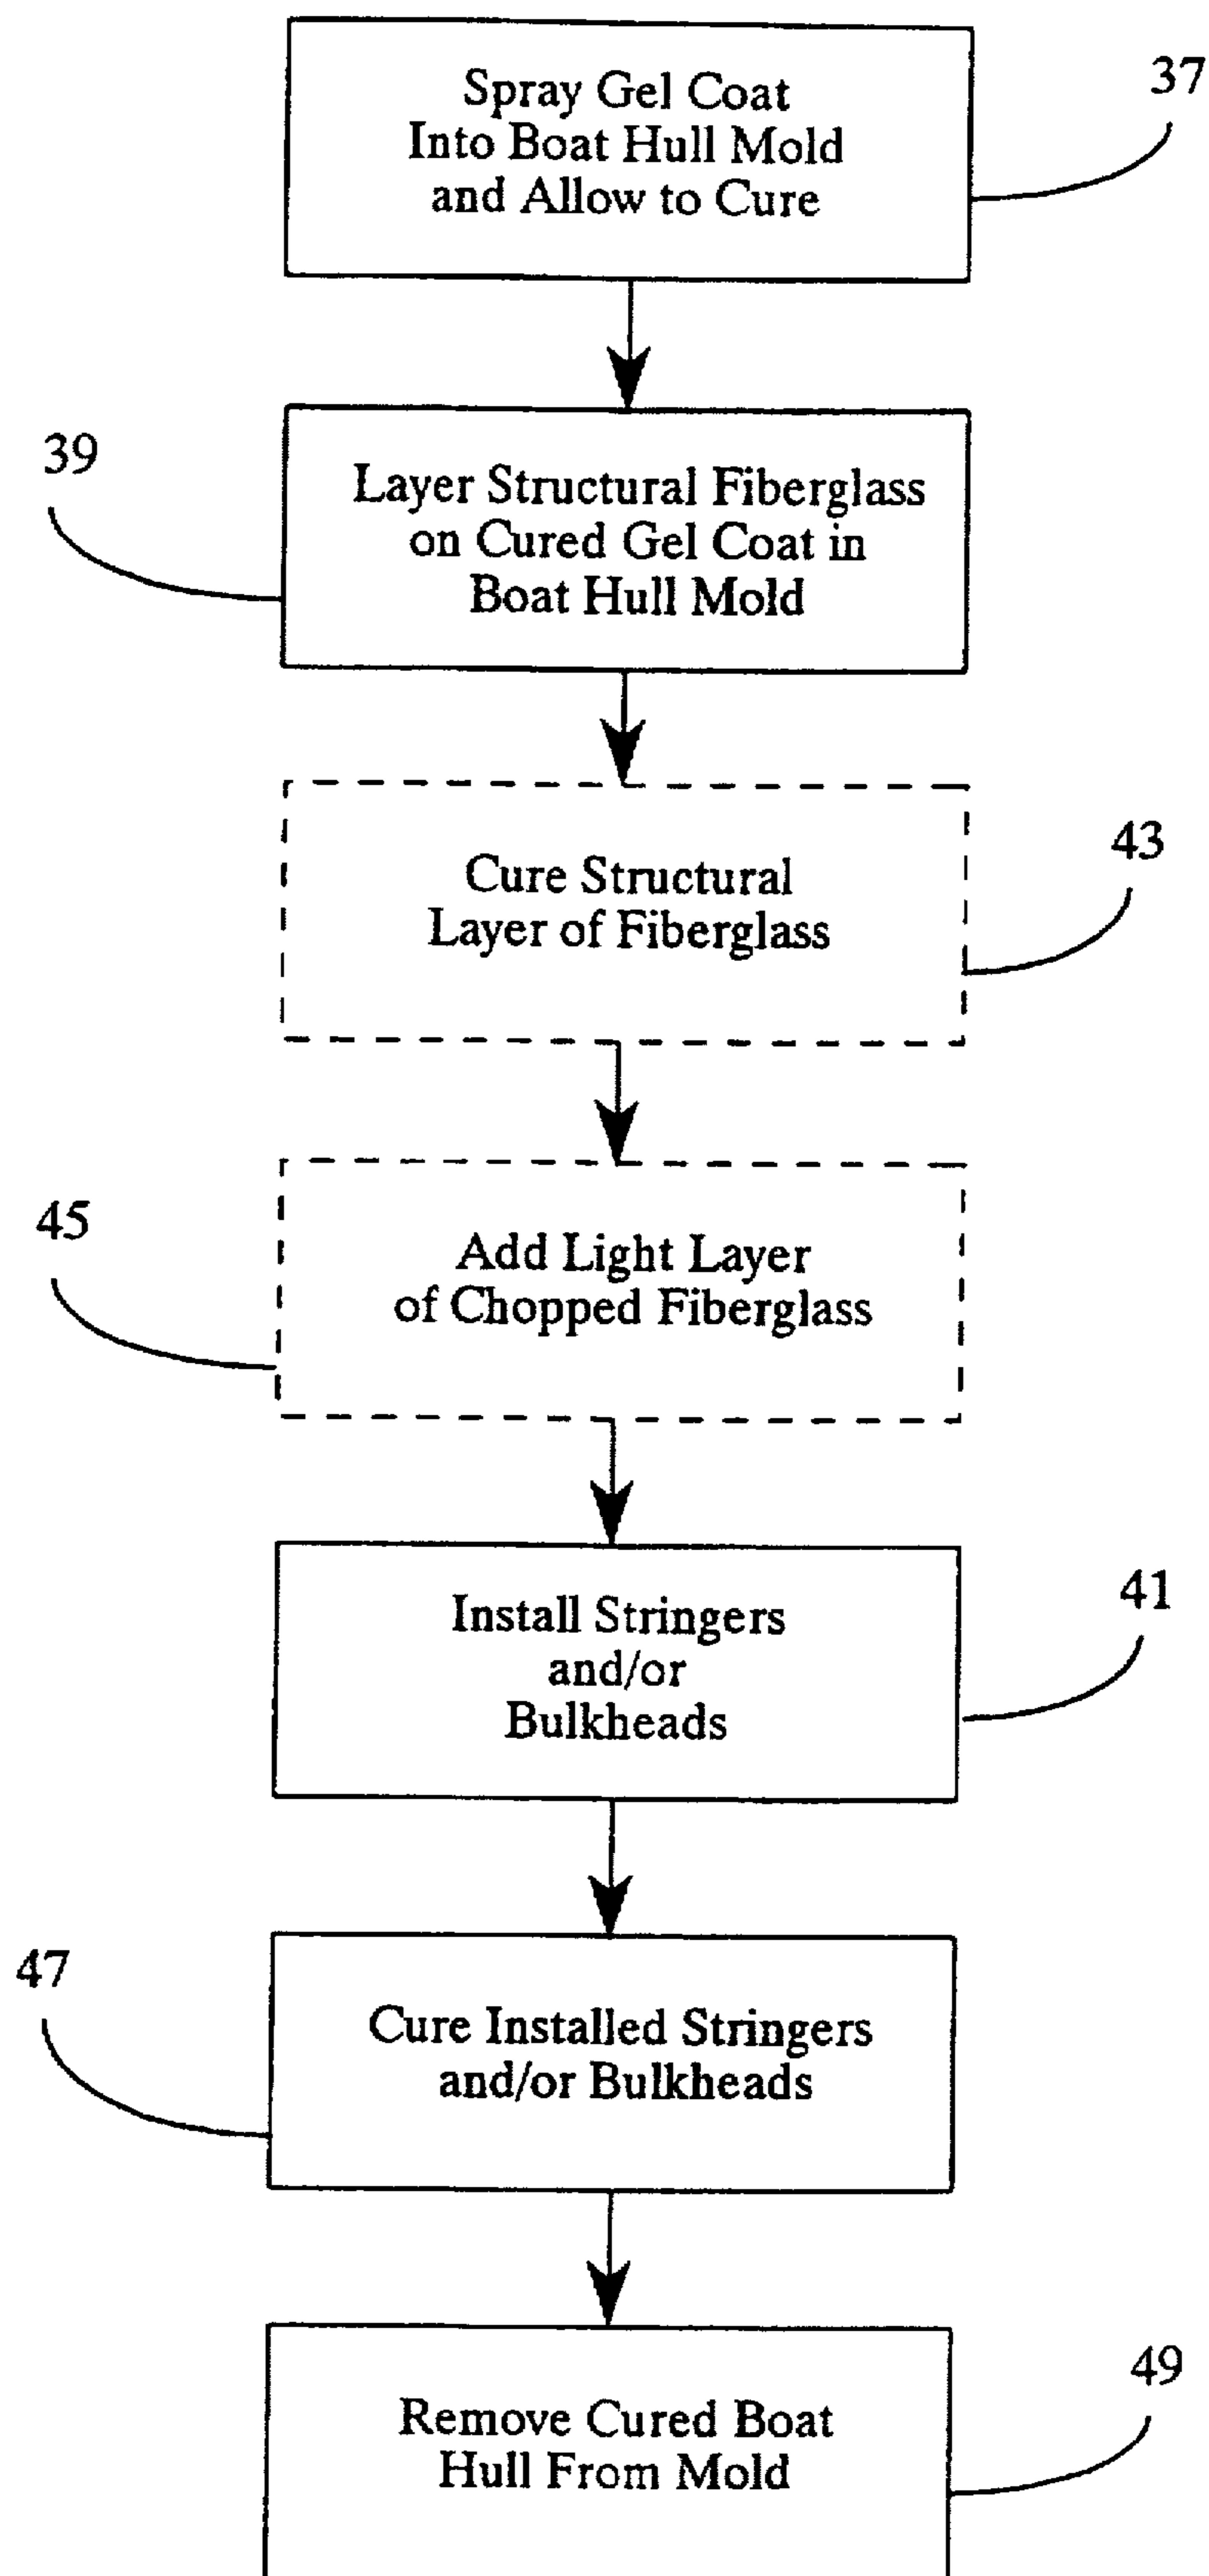 Spray Gel Coat
Into Boat Hull Mold
and Allow to Cure
37
39
Layer Structural Fiberglass
on Cured Gel Coat in
Boat Hull Mold
Cure Structural
Layer of Fiberglass
43
45
Add Light Layer
of Chopped Fiberglass
Install Stringers
and/or
Bulkheads
41
47
Cure Installed Stringers
and/or Bulkheads
Remove Cured Boat
Hull From Mold
49